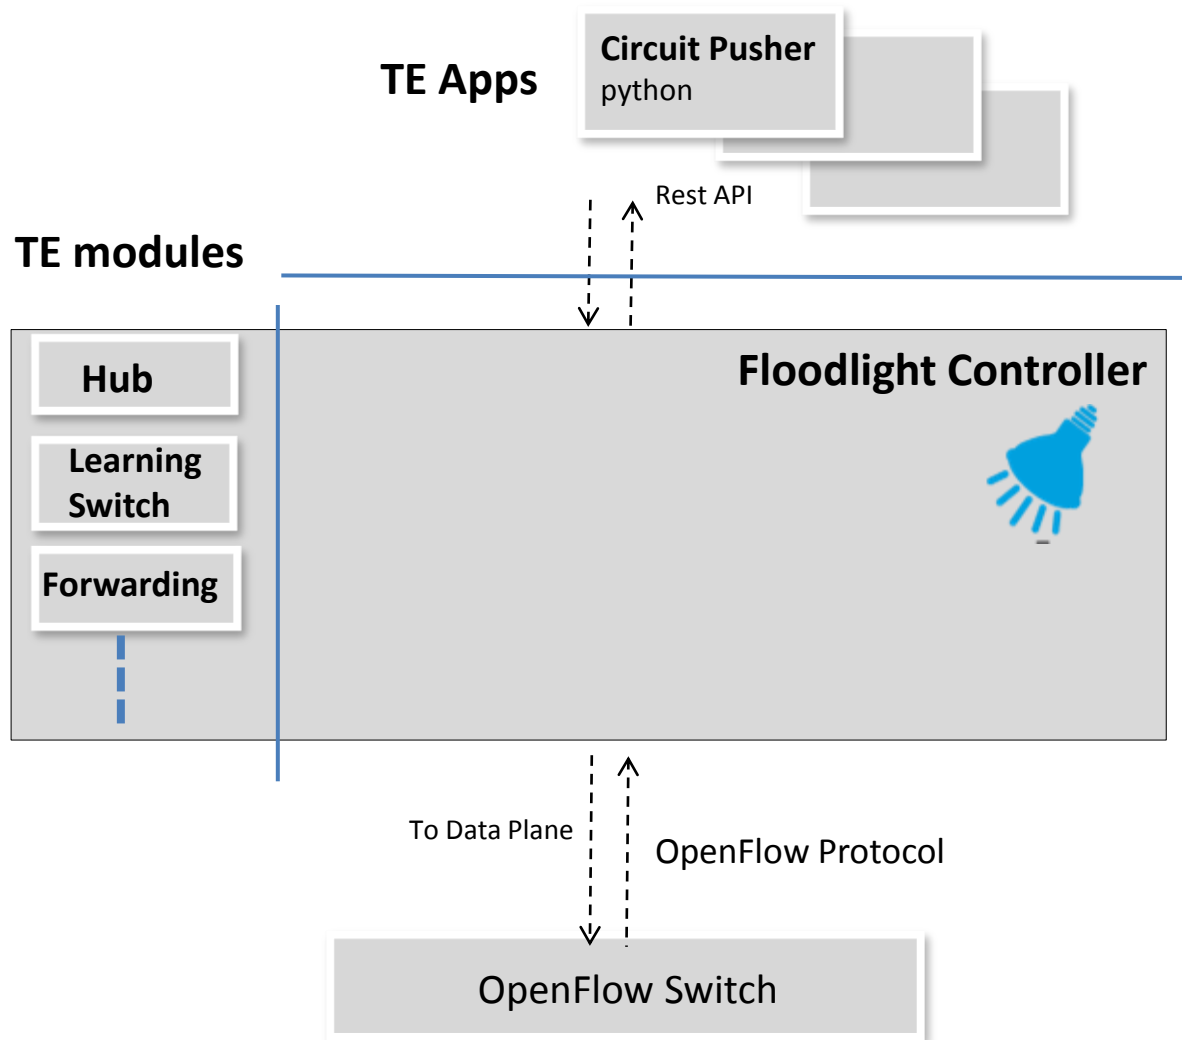 Circuit Pusher
python
TE Apps
Rest API
TE modules
Hub
Floodlight Controller
Learning
Switch
Forwarding
To Data Plane
OpenFlow Protocol
OpenFlow Switch